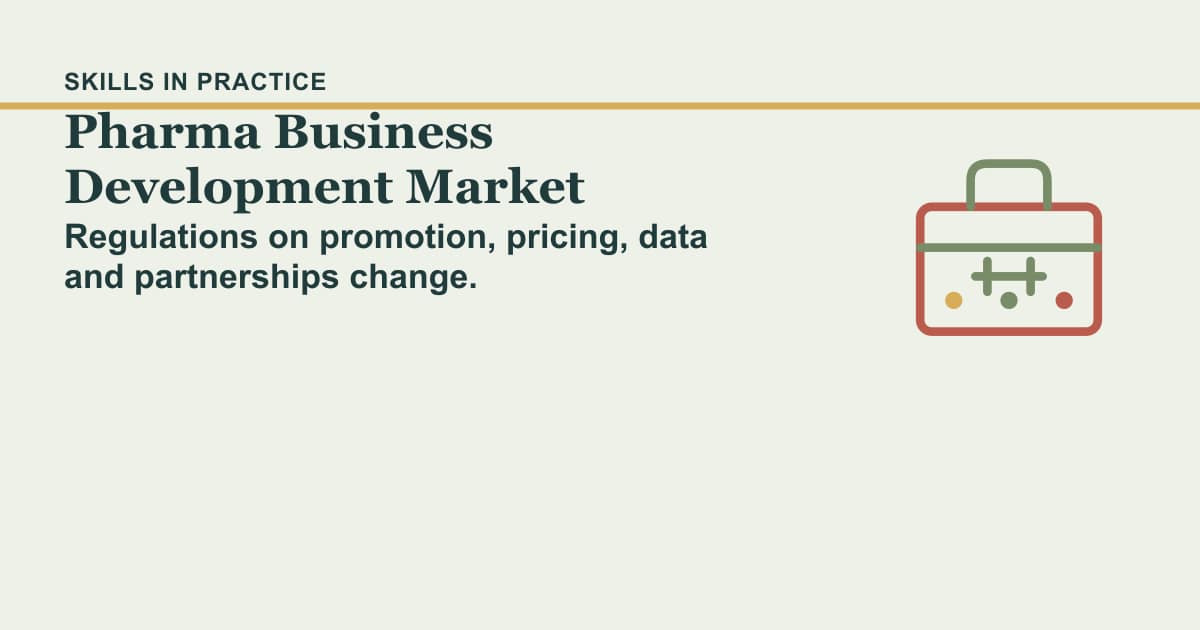 SKILLS IN PRACTICE
Pharma Business
Development Market
Regulations on promotion, pricing, data
and partnerships change.